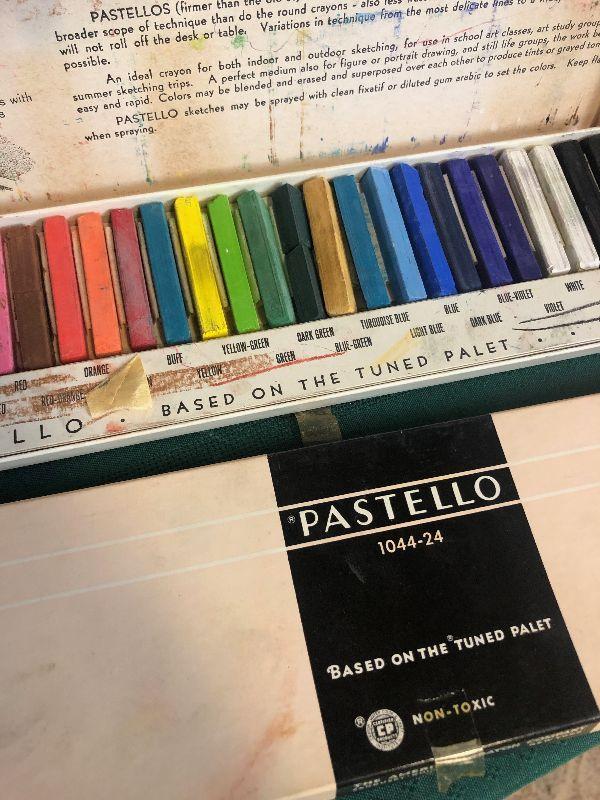 PASTELLOS (firmer than the
broader scope of technique than do the round crayons - also less
will not roll off the desk or table. Variations in technique from the most delicate lines to
possible.
An ideal crayon for both indoor and outdoor sketching, for use in school art classes, art study
summer sketching trips. A perfect medium also for figure or portrait drawing, and still life groups, the work
easy and rapid. Colors may be blended and erased and superposed over each other to produce tints or grayed
PASTELLO sketches may be sprayed with clean fixatif or diluted gum arabic to set the colors. Keep
when spraying.
s with
RED ORANGE BUFF YELLOW-GREEN DARK GREEN TURQUOISE BLUE BLUE BLUE-VIOLET WHITE
RED-ORANGE YELLOW GREEN BLUE-GREEN LIGHT BLUE DARK BLUE VIOLET
LLO • BASED ON THE TUNED PALET • •
® PASTELLO
1044-24
BASED ON THE ® TUNED PALET
® CERTIFIED CP PRODUCTS NON-TOXIC
THE AMERI